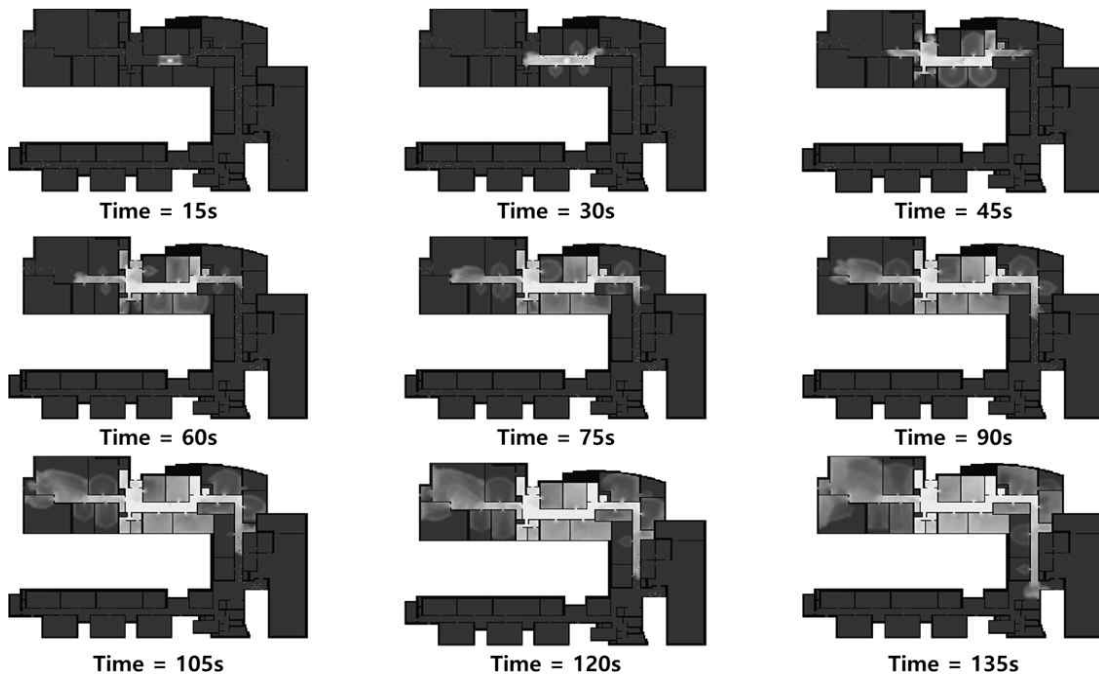 Time = 15s
Time = 30s
Time = 45s
Time = 60s
Time = 75s
Time = 90s
Time = 105s
Time = 120s
Time = 135s